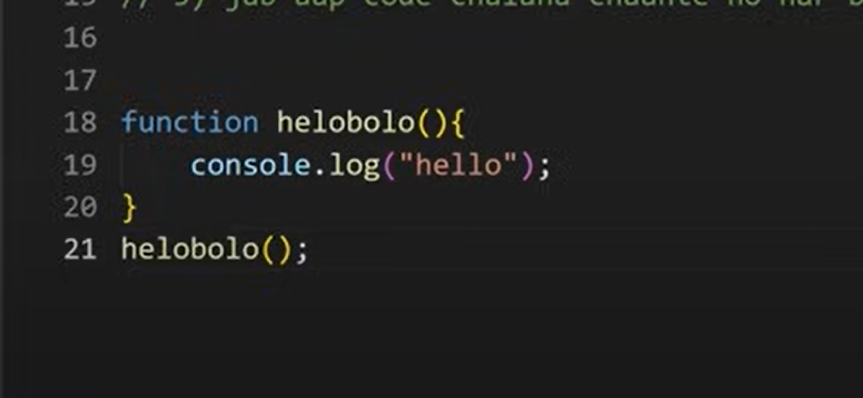 16
17
18 function helobolo(){
19 console.log("hello");
20 }
21 helobolo();